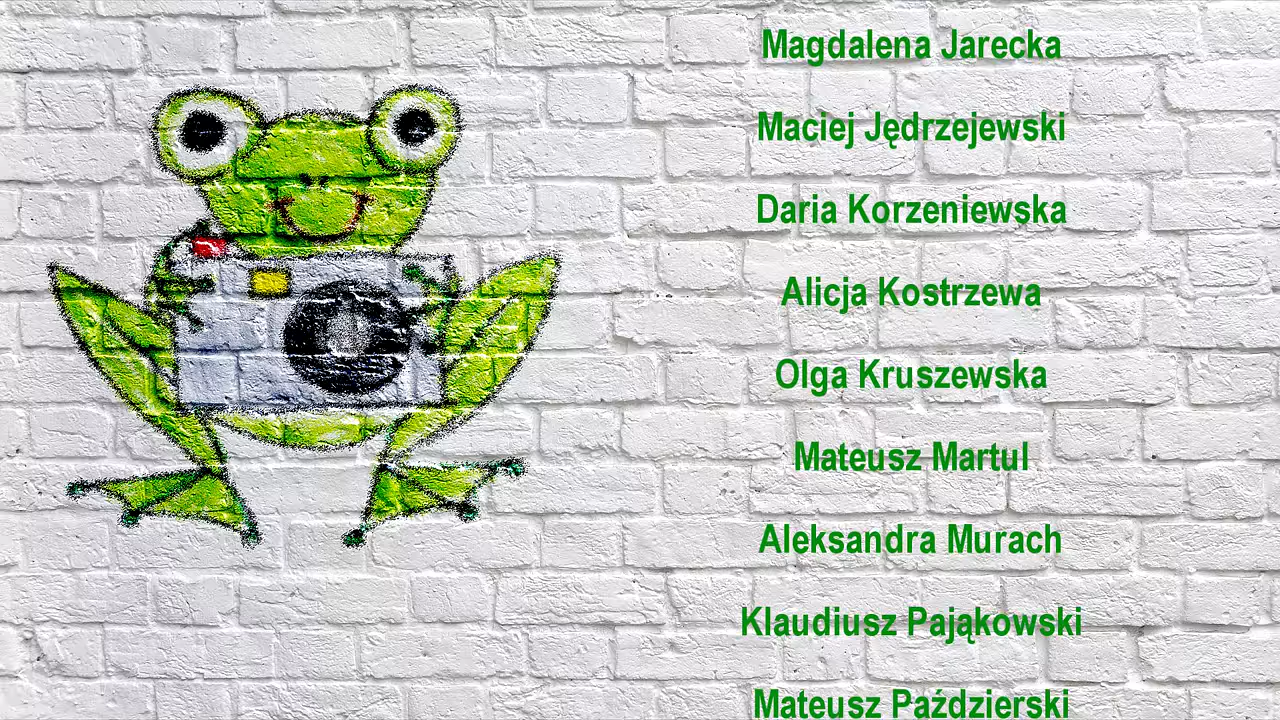 Magdalena Jarecka
Maciej Jędrzejewski
Daria Korzeniewska
Alicja Kostrzewa
Olga Kruszewska
Mateusz Martul
Aleksandra Murach
Klaudiusz Pająkowski
Mateusz Paździerski